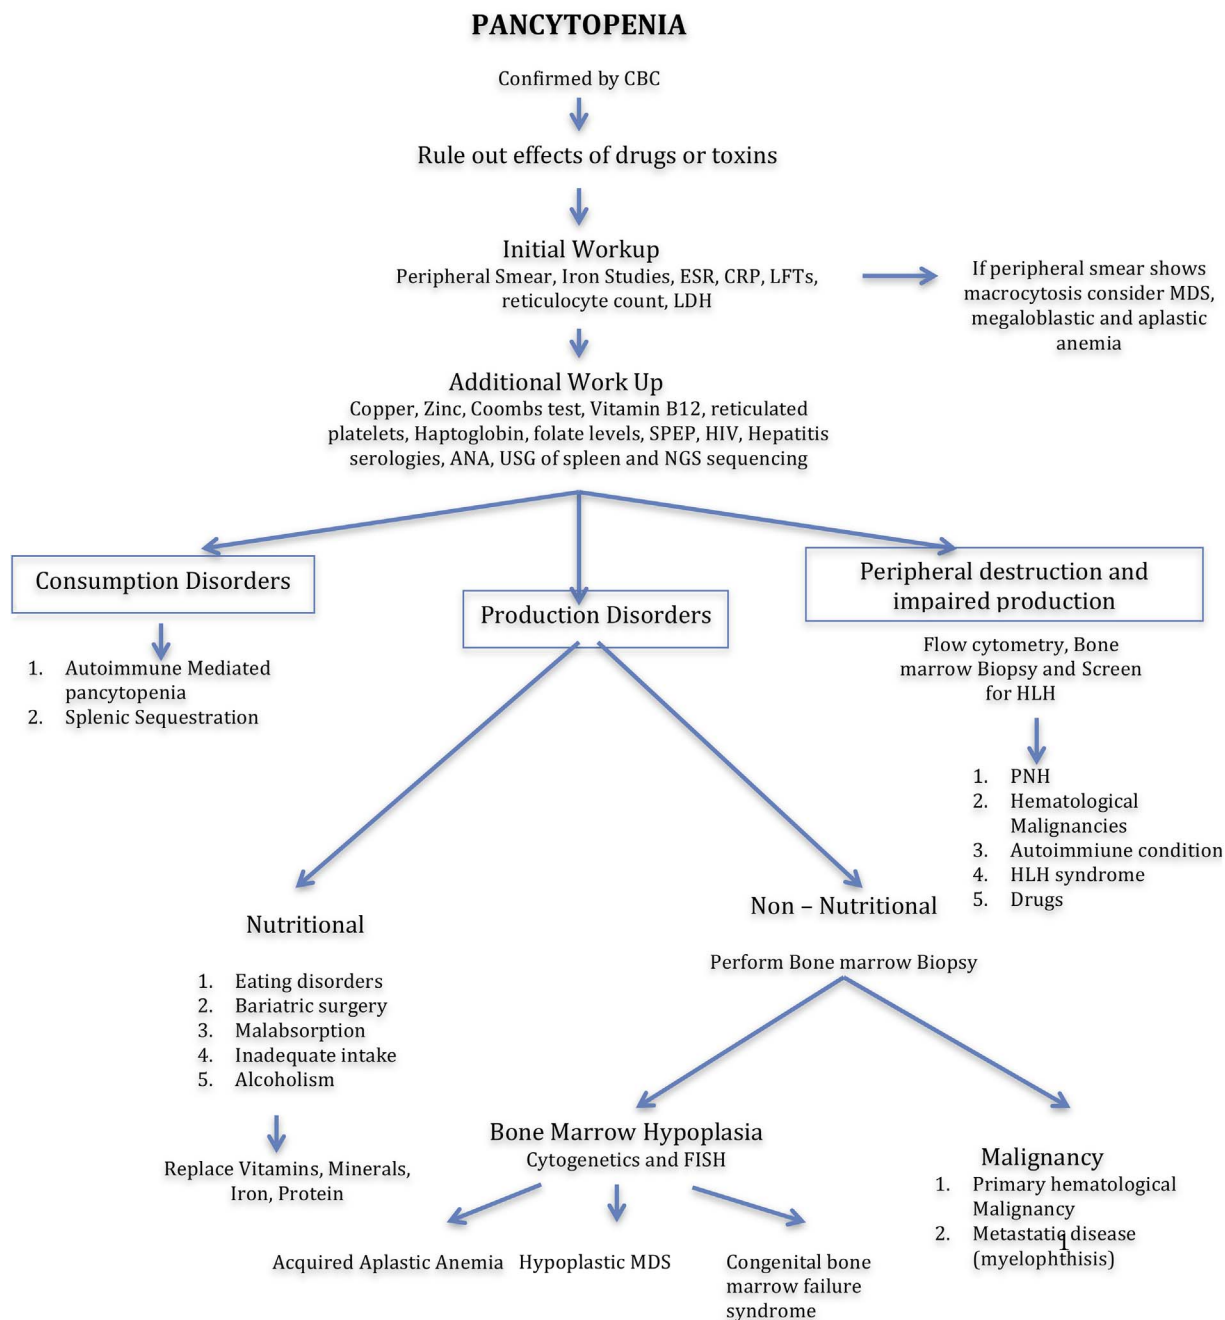 PANCYTOPENIA
Confirmed by CBC
Rule out effects of drugs or toxins
Initial Workup
Peripheral Smear, Iron Studies, ESR, CRP, LFTs,
reticulocyte count, LDH
If peripheral smear shows
macrocytosis consider MDS,
megaloblastic and aplastic
anemia
Additional Work Up
Copper, Zinc, Coombs test, Vitamin B12, reticulated
platelets, Haptoglobin, folate levels, SPEP, HIV, Hepatitis
serologies, ANA, USG of spleen and NGS sequencing
Consumption Disorders
1. Autoimmune Mediated
pancytopenia
2. Splenic Sequestration
Production Disorders
Peripheral destruction and
impaired production
Flow cytometry, Bone
marrow Biopsy and Screen
for HLH
1. PNH
2. Hematological
Malignancies
3. Autoimmiune condition
4. HLH syndrome
5. Drugs
Nutritional
1. Eating disorders
2. Bariatric surgery
3. Malabsorption
4. Inadequate intake
5. Alcoholism
Replace Vitamins, Minerals,
Iron, Protein
Non – Nutritional
Perform Bone marrow Biopsy
Bone Marrow Hypoplasia
Cytogenetics and FISH
Acquired Aplastic Anemia
Hypoplastic MDS
Congenital bone
marrow failure
syndrome
Malignancy
1. Primary hematological
Malignancy
2. Metastatic disease
(myelophthisis)
1